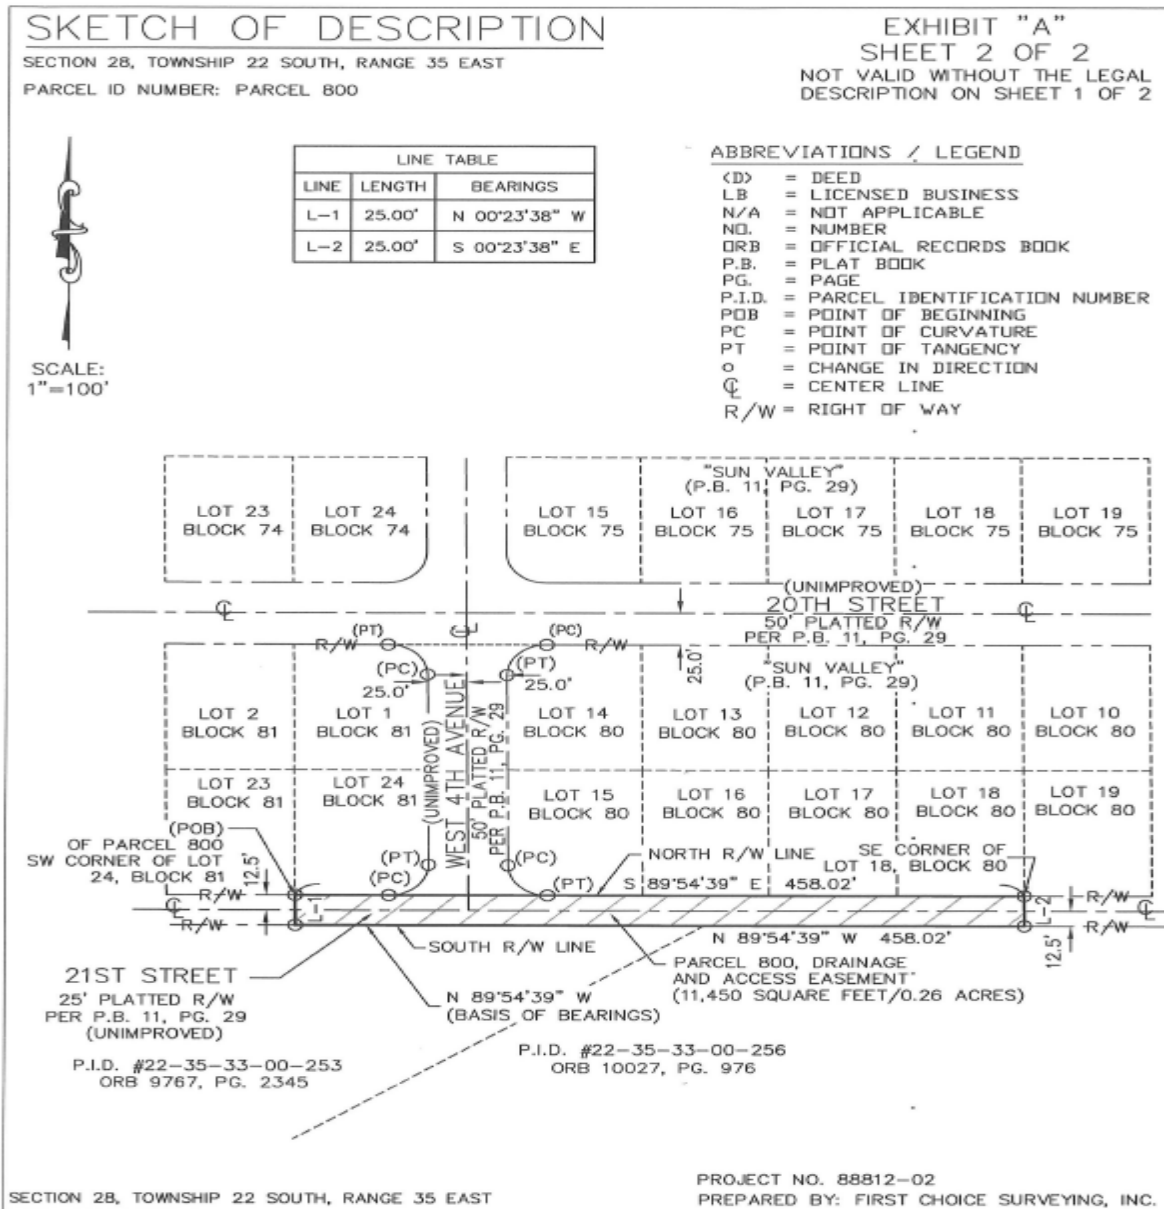 SKETCH OF DESCRIPTION
SECTION 28, TOWNSHIP 22 SOUTH, RANGE 35 EAST
PARCEL ID NUMBER: PARCEL 800
EXHIBIT "A"
SHEET 2 OF 2
NOT VALID WITHOUT THE LEGAL
DESCRIPTION ON SHEET 1 OF 2
SCALE:
1"=100'
LINE TABLE
LINE LENGTH BEARINGS
L-1 25.00' N 00°23'38" W
L-2 25.00' S 00°23'38" E
ABBREVIATIONS / LEGEND
(D) = DEED
LB = LICENSED BUSINESS
N/A = NOT APPLICABLE
NO. = NUMBER
ORB = OFFICIAL RECORDS BOOK
P.B. = PLAT BOOK
PG. = PAGE
P.I.D. = PARCEL IDENTIFICATION NUMBER
POB = POINT OF BEGINNING
PC = POINT OF CURVATURE
PT = POINT OF TANGENCY
o = CHANGE IN DIRECTION
℄ = CENTER LINE
R/W = RIGHT OF WAY
"SUN VALLEY"
(P.B. 11, PG. 29)
LOT 23
BLOCK 74
LOT 24
BLOCK 74
LOT 15
BLOCK 75
LOT 16
BLOCK 75
LOT 17
BLOCK 75
LOT 18
BLOCK 75
LOT 19
BLOCK 75
(UNIMPROVED)
℄
20TH STREET
℄
50' PLATTED R/W
PER P.B. 11, PG. 29
℄
R/W
(PT)
(PC)
R/W
(PC)
(PT)
25.0'
25.0'
25.0'
"SUN VALLEY"
(P.B. 11, PG. 29)
LOT 2
BLOCK 81
LOT 1
BLOCK 81
(UNIMPROVED)
WEST 4TH AVENUE
50' PLATTED R/W
PER P.B. 11, PG. 29
LOT 14
BLOCK 80
LOT 13
BLOCK 80
LOT 12
BLOCK 80
LOT 11
BLOCK 80
LOT 10
BLOCK 80
LOT 23
BLOCK 81
LOT 24
BLOCK 81
LOT 15
BLOCK 80
LOT 16
BLOCK 80
LOT 17
BLOCK 80
LOT 18
BLOCK 80
LOT 19
BLOCK 80
(POB)
OF PARCEL 800
SW CORNER OF LOT
24, BLOCK 81
12.5'
(PT)
(PC)
(PC)
(PT)
NORTH R/W LINE
SE CORNER OF
LOT 18, BLOCK 80
S 89°54'39" E 458.02'
R/W
℄
R/W
L-1
L-2
R/W
℄
R/W
12.5'
SOUTH R/W LINE
N 89°54'39" W 458.02'
21ST STREET
25' PLATTED R/W
PER P.B. 11, PG. 29
(UNIMPROVED)
N 89°54'39" W
(BASIS OF BEARINGS)
PARCEL 800, DRAINAGE
AND ACCESS EASEMENT
(11,450 SQUARE FEET/0.26 ACRES)
P.I.D. #22-35-33-00-253
ORB 9767, PG. 2345
P.I.D. #22-35-33-00-256
ORB 10027, PG. 976
SECTION 28, TOWNSHIP 22 SOUTH, RANGE 35 EAST
PROJECT NO. 88812-02
PREPARED BY: FIRST CHOICE SURVEYING, INC.